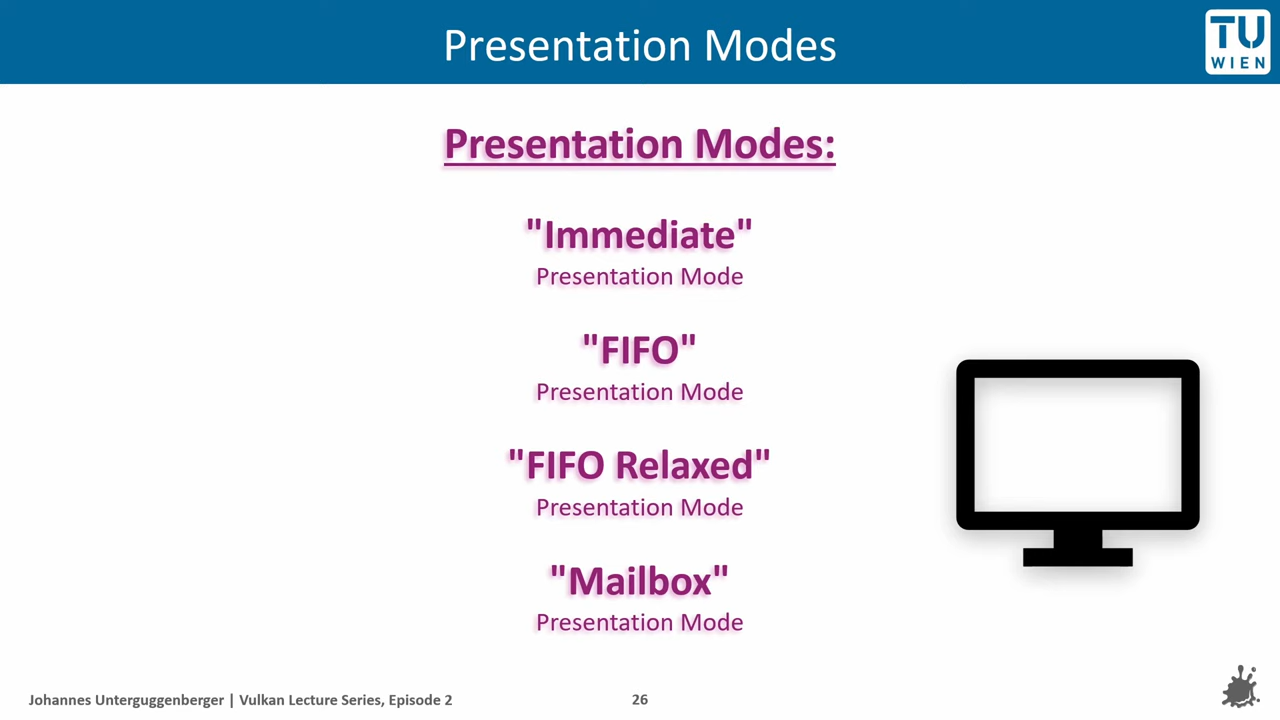 Presentation Modes
TU
WIEN
Presentation Modes:
"Immediate"
Presentation Mode
"FIFO"
Presentation Mode
"FIFO Relaxed"
Presentation Mode
"Mailbox"
Presentation Mode
Johannes Unterguggenberger | Vulkan Lecture Series, Episode 2
26